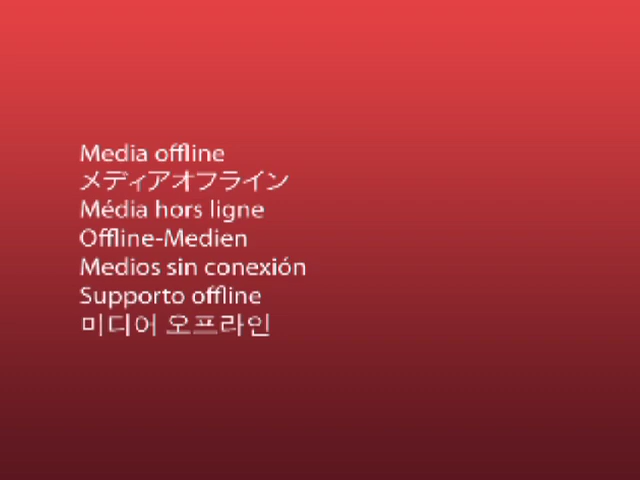 Media offline
メディアオフライン
Média hors ligne
Offline-Medien
Medios sin conexión
Supporto offline
미디어 오프라인